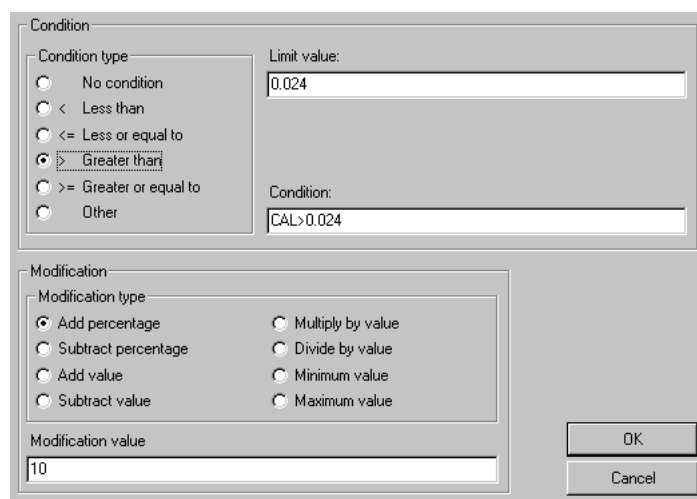 Condition
Condition type
No condition
< Less than
<= Less or equal to
> Greater than
>= Greater or equal to
Other
Limit value:
0.024
Condition:
CAL>0.024
Modification
Modification type
Add percentage
Subtract percentage
Add value
Subtract value
Multiply by value
Divide by value
Minimum value
Maximum value
Modification value
10
OK
Cancel